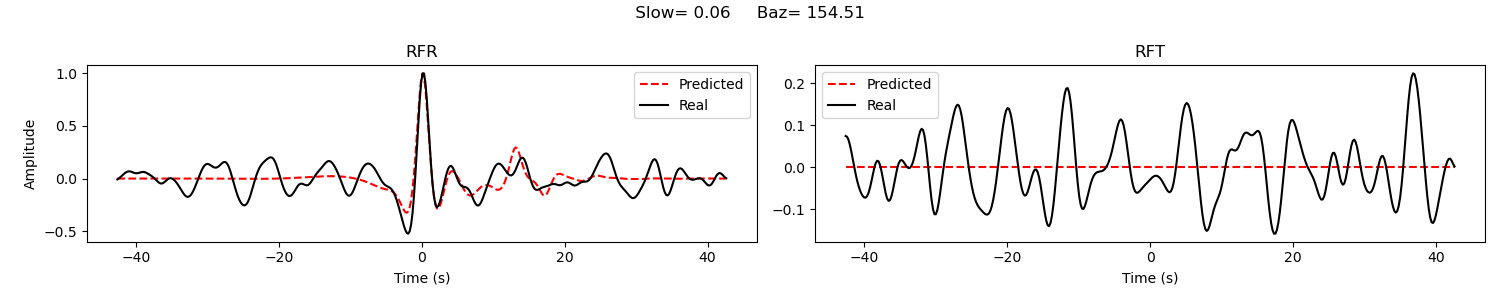 Slow= 0.06 Baz= 154.51
RFR
RFT
Amplitude
1.0
0.5
0.0
−0.5
Predicted
Real
−40
−20
0
20
40
Time (s)
0.2
0.1
0.0
−0.1
Predicted
Real
−40
−20
0
20
40
Time (s)